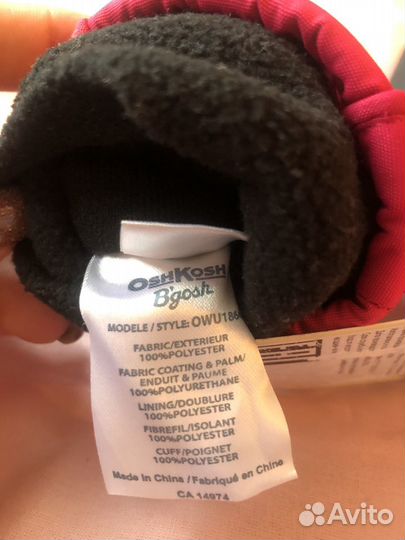 OSHKOSH
B'gosh
MODELE / STYLE: OWU186
FABRIC/EXTERIEUR
100%POLYESTER
FABRIC COATING & PALM/
ENDUIT & PAUME
100%POLYURETHANE
LINING/DOUBLURE
100%POLYESTER
FIBREFIL/ISOLANT
100%POLYESTER
CUFF/POIGNET
100%POLYESTER
Made in China / Fabriqué en Chine
CA 14974
Avito